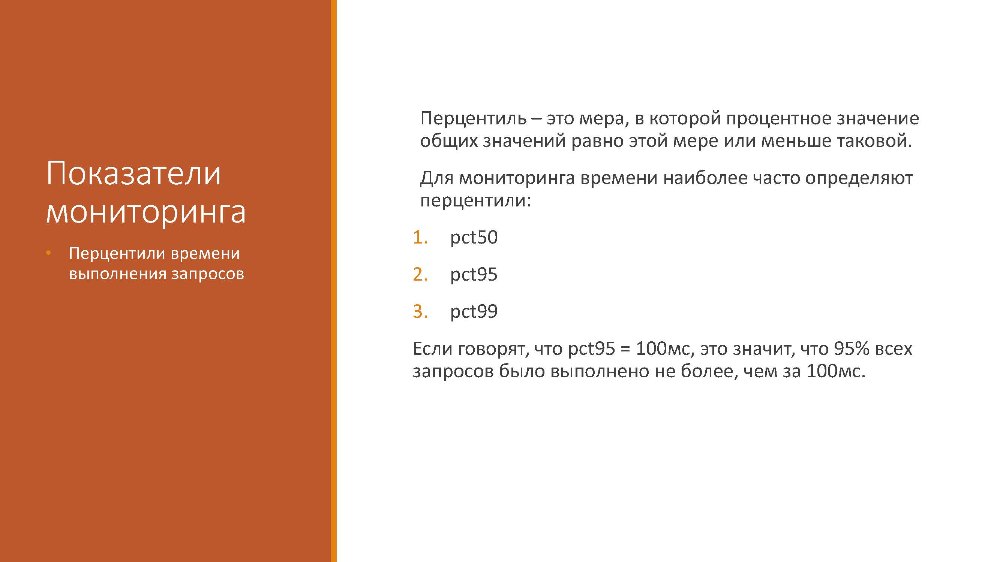 Показатели
мониторинга
• Перцентили времени
выполнения запросов
Перцентиль – это мера, в которой процентное значение
общих значений равно этой мере или меньше таковой.
Для мониторинга времени наиболее часто определяют
перцентили:
1. pct50
2. pct95
3. pct99
Если говорят, что pct95 = 100мс, это значит, что 95% всех
запросов было выполнено не более, чем за 100мс.